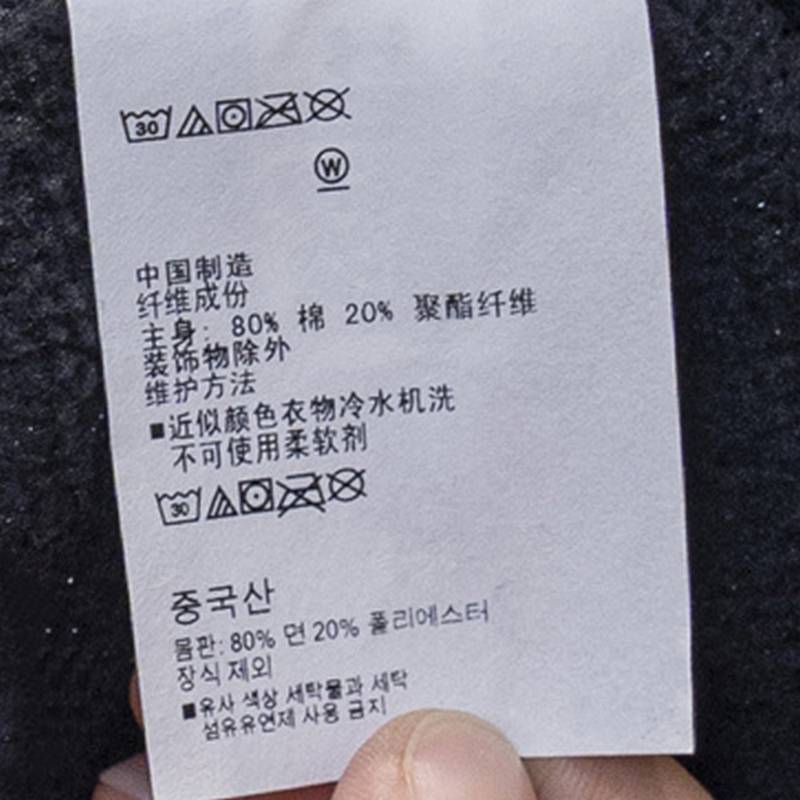 30
W
中国制造
纤维成份
主身: 80% 棉 20% 聚酯纤维
装饰物除外
维护方法
■近似颜色衣物冷水机洗
不可使用柔软剂
30
중국산
몸판: 80% 면 20% 폴리에스터
장식 제외
■유사 색상 세탁물과 세탁
섬유유연제 사용 금지